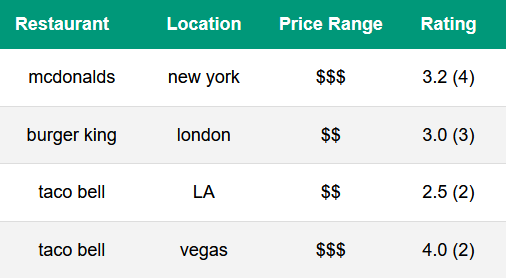 Restaurant Location Price Range Rating
mcdonalds new york $$$ 3.2 (4)
burger king london $$ 3.0 (3)
taco bell LA $$ 2.5 (2)
taco bell vegas $$$ 4.0 (2)